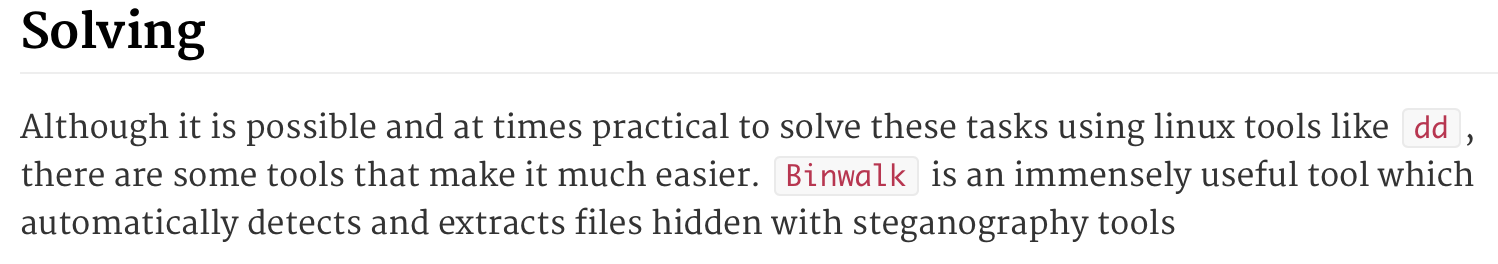 Solving
Although it is possible and at times practical to solve these tasks using linux tools like dd ,
there are some tools that make it much easier. Binwalk is an immensely useful tool which
automatically detects and extracts files hidden with steganography tools